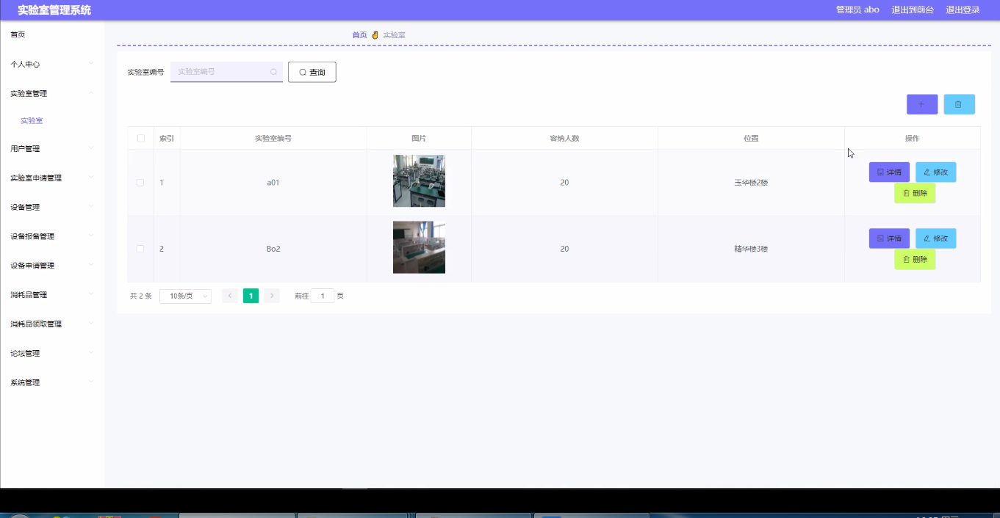 实验室管理系统
管理员 abo 退出到前台 退出登录
首页
个人中心
实验室管理
实验室
用户管理
实验室申请管理
设备管理
设备报备管理
设备申请管理
消耗品管理
消耗品领取管理
论坛管理
系统管理
首页 实验室
实验室编号 实验室编号 查询
索引 实验室编号 图片 容纳人数 位置 操作
1 a01 20 玉华楼2楼 详情 修改
删除
2 Bo2 20 精华楼3楼 详情 修改
删除
共 2 条 10条/页 1 前往 1 页